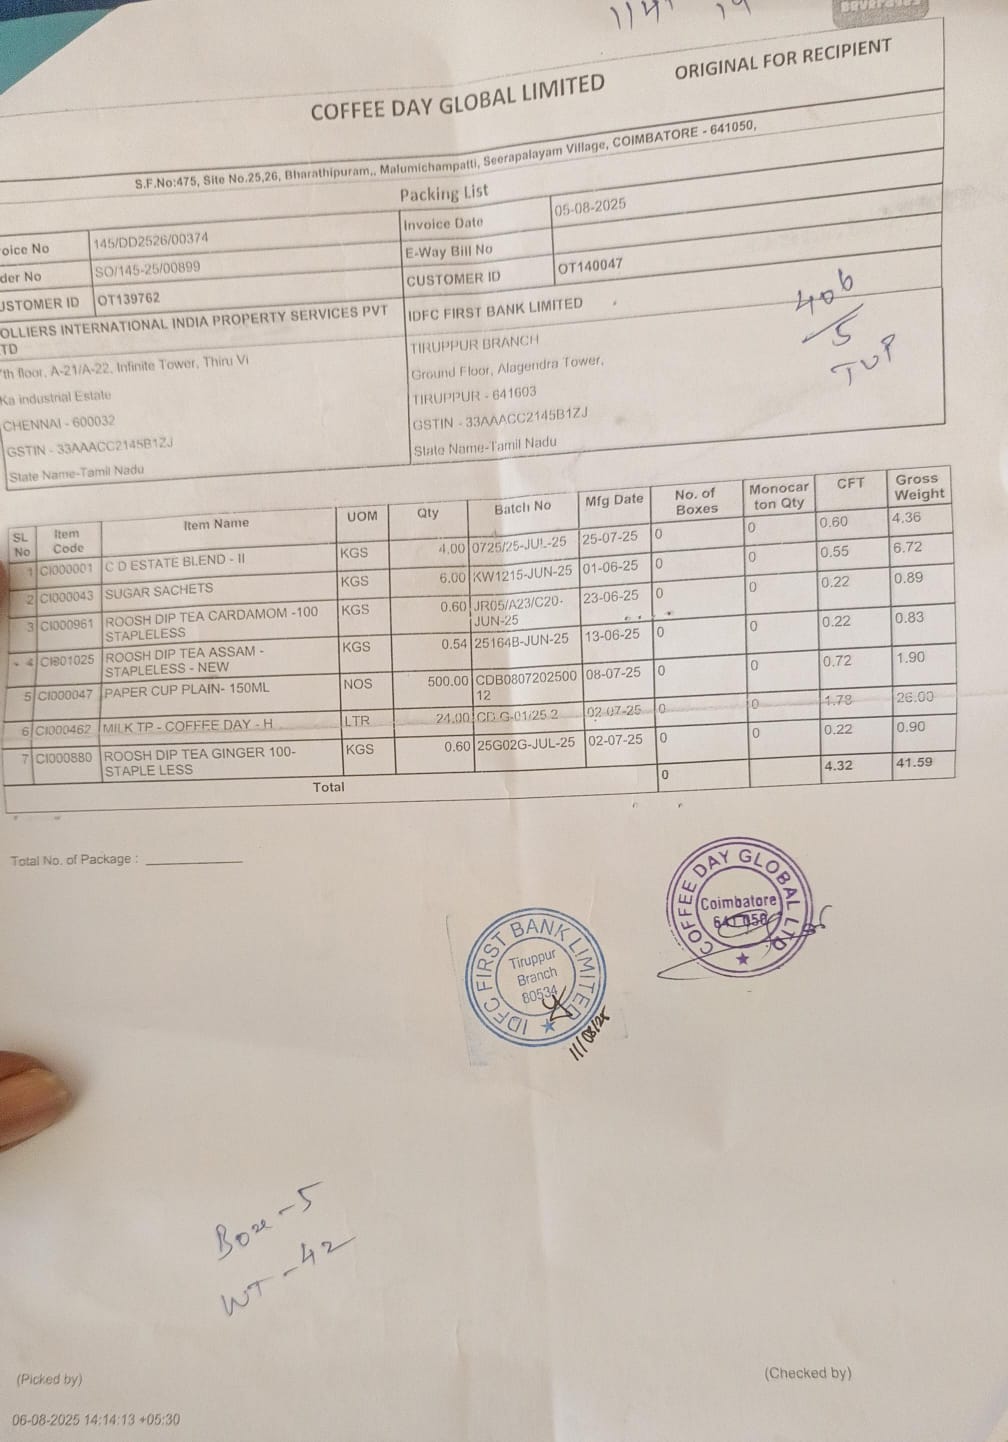 COFFEE DAY GLOBAL LIMITED
ORIGINAL FOR RECIPIENT
S.F.No:475, Site No.25,26, Bharathipuram,, Malumichampatti, Seerapalayam Village, COIMBATORE - 641050,
Packing List
oice No 145/DD2526/00374 Invoice Date 05-08-2025
der No SO/145-25/00899 E-Way Bill No
USTOMER ID OT139762 CUSTOMER ID OT140047
OLLIERS INTERNATIONAL INDIA PROPERTY SERVICES PVT
TD
7th floor, A-21/A-22, Infinite Tower, Thiru Vi
Ka industrial Estate
CHENNAI - 600032
GSTIN - 33AAACC2145B1ZJ
State Name-Tamil Nadu
IDFC FIRST BANK LIMITED
TIRUPPUR BRANCH
Ground Floor, Alagendra Tower,
TIRUPPUR - 641603
GSTIN - 33AAACC2145B1ZJ
State Name-Tamil Nadu
406
5
TUP
SL No Item Code Item Name UOM Qty Batch No Mfg Date No. of Boxes Monocar ton Qty CFT Gross Weight
1 CI000001 C D ESTATE BLEND - II KGS 4.00 0725/25-JUL-25 25-07-25 0 0 0.60 4.36
2 CI000043 SUGAR SACHETS KGS 6.00 KW1215-JUN-25 01-06-25 0 0 0.55 6.72
3 CI000961 ROOSH DIP TEA CARDAMOM -100 STAPLELESS KGS 0.60 JR05/A23/C20-JUN-25 23-06-25 0 0 0.22 0.89
4 CI801025 ROOSH DIP TEA ASSAM - STAPLELESS - NEW KGS 0.54 25164B-JUN-25 13-06-25 0 0 0.22 0.83
5 CI000047 PAPER CUP PLAIN- 150ML NOS 500.00 CDB080720250012 08-07-25 0 0 0.72 1.90
6 CI000462 MILK TP - COFFEE DAY - H LTR 24.00 02-07-25 0 0 1.78 26.00
7 CI000880 ROOSH DIP TEA GINGER 100- STAPLE LESS KGS 0.60 25G02G-JUL-25 02-07-25 0 0 0.22 0.90
Total 0 4.32 41.59
Total No. of Package :
COFFEE DAY GLOBAL LTD
Coimbatore
641 050
IDFC FIRST BANK LIMITED
Tiruppur
Branch
80534
11/08/25
Box - 5
WT - 42
(Picked by)
(Checked by)
06-08-2025 14:14:13 +05:30